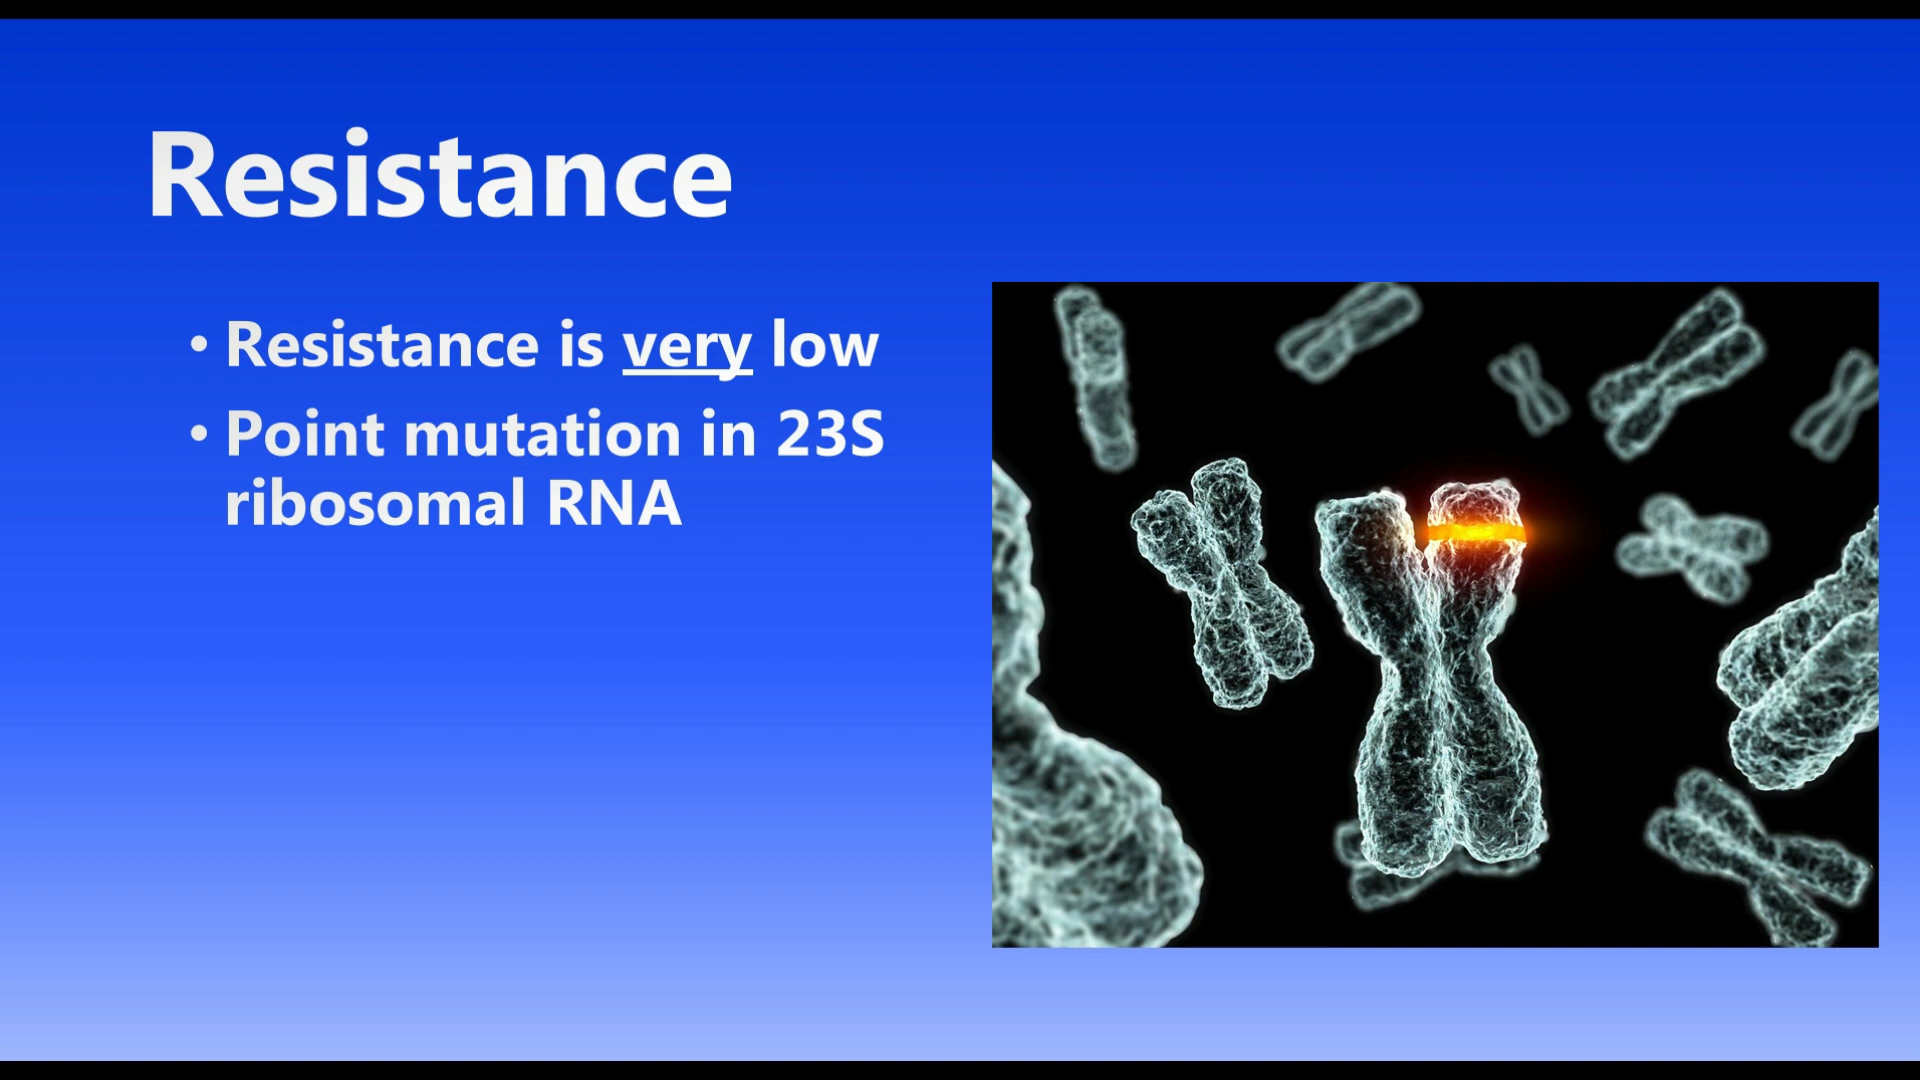 Resistance
• Resistance is very low
• Point mutation in 23S
ribosomal RNA